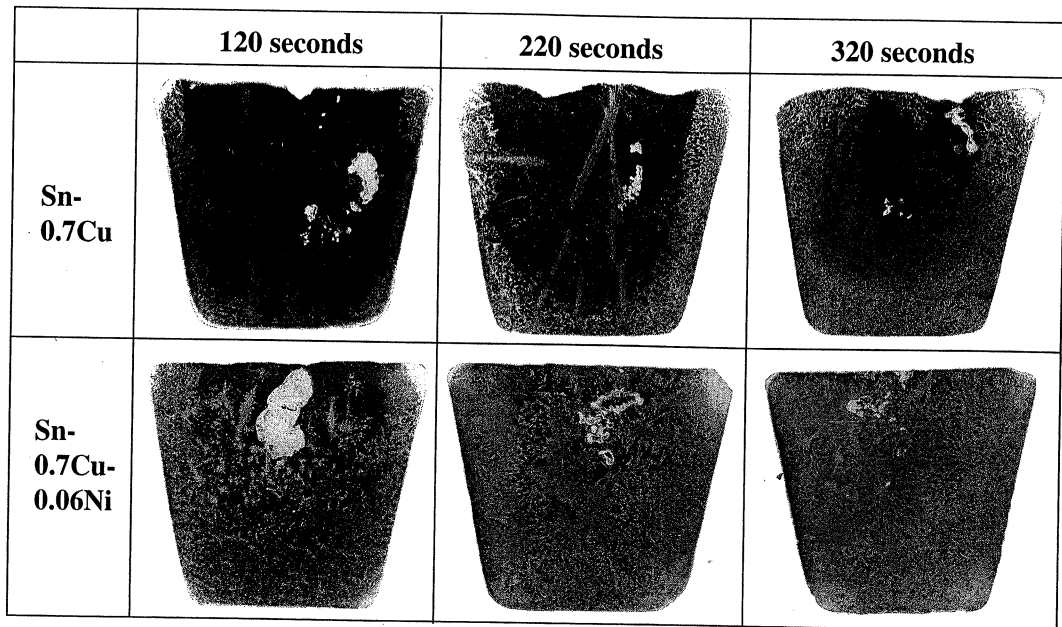 120 seconds
220 seconds
320 seconds
Sn-
0.7Cu
Sn-
0.7Cu-
0.06Ni